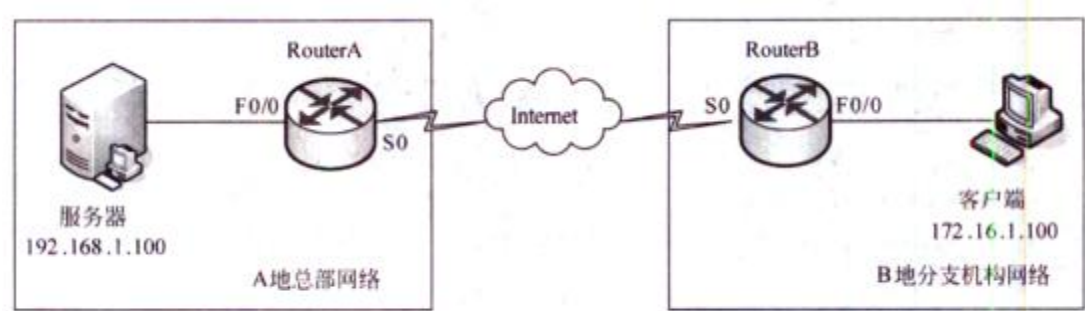 RouterA
F0/0
S0
服务器
192.168.1.100
A地总部网络
Internet
RouterB
S0
F0/0
客户端
172.16.1.100
B地分支机构网络